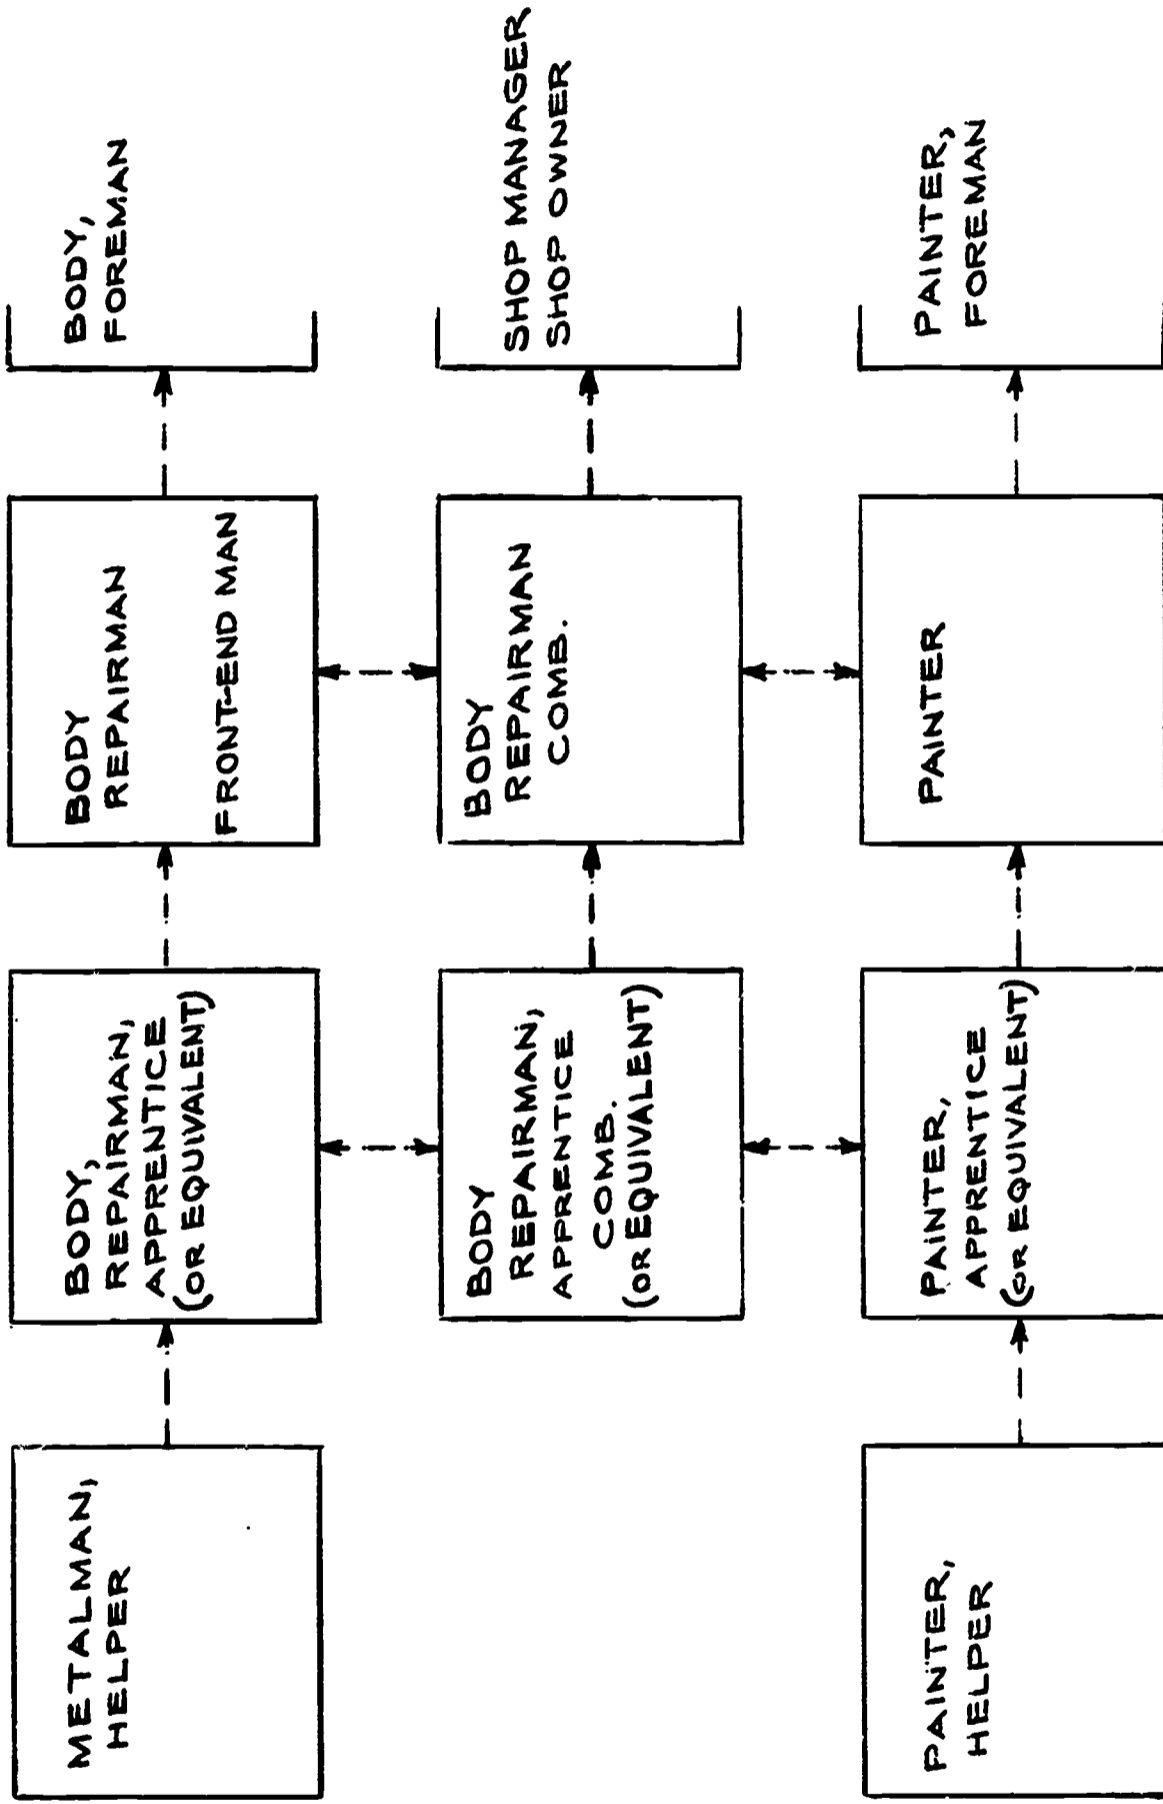 METALMAN,
HELPER
BODY,
REPAIRMAN,
APPRENTICE
(OR EQUIVALENT)
BODY
REPAIRMAN
FRONT-END MAN
BODY,
FOREMAN
BODY
REPAIRMAN,
APPRENTICE
COMB.
(OR EQUIVALENT)
BODY
REPAIRMAN
COMB.
SHOP MANAGER,
SHOP OWNER
PAINTER,
HELPER
PAINTER,
APPRENTICE
(OR EQUIVALENT)
PAINTER
PAINTER,
FOREMAN